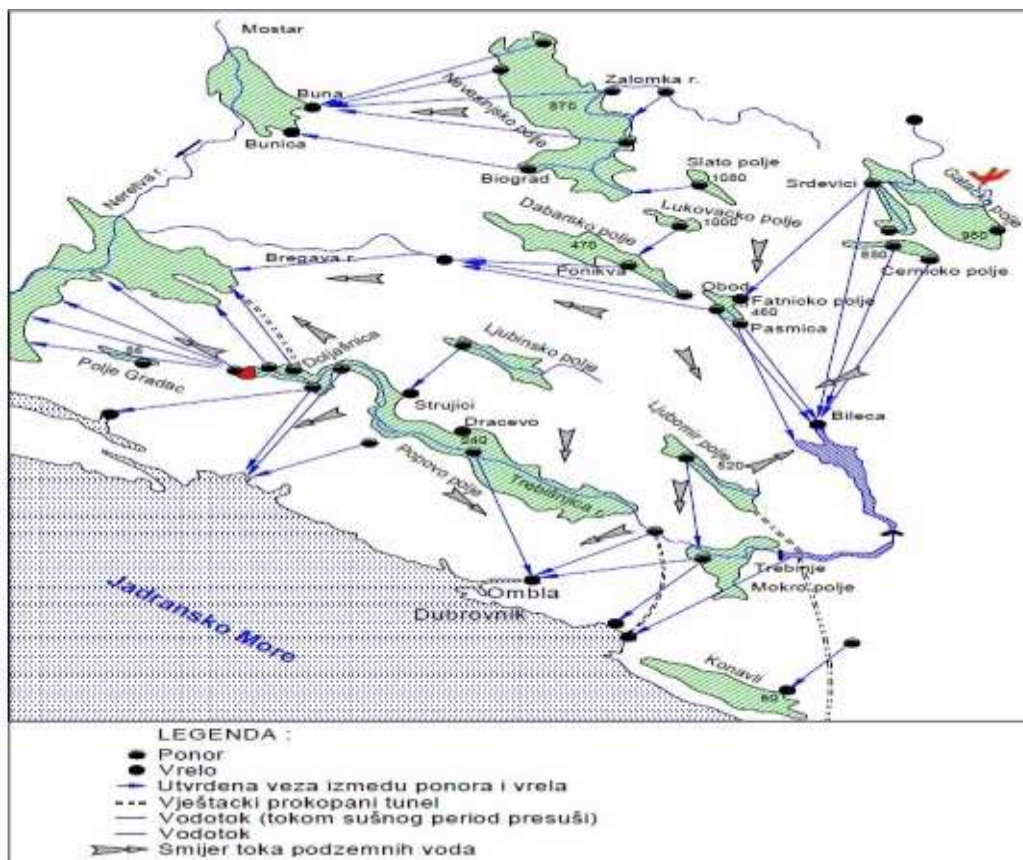 Mostar
Zalomka r.
Buna
Nevesinjsko polje
870
Bunica
Slato polje
1080
Biograd
Srdevici
Gatacko polje
Neretva r.
Lukovačko polje
1000
Dabarsko polje
470
950
Bregava r.
Ponikva
880
Cernicko polje
Obod
Fatnicko polje
460
Pasmica
Ljubinsko polje
Doljašnica
Polje Gradac
Bileca
Strujici
Dracevo
240
Ljubomir polje
520
Popovo polje
Trebišnjica r.
Trebinje
Mokro polje
Ombla
Dubrovnik
Jadransko More
Konavli
60
LEGENDA :
Ponor
Vrelo
Utvrdena veza između ponora i vrela
Vještacki prokopani tunel
Vodotok (tokom sušnog period presuši)
Vodotok
Smijer toka podzemnih voda